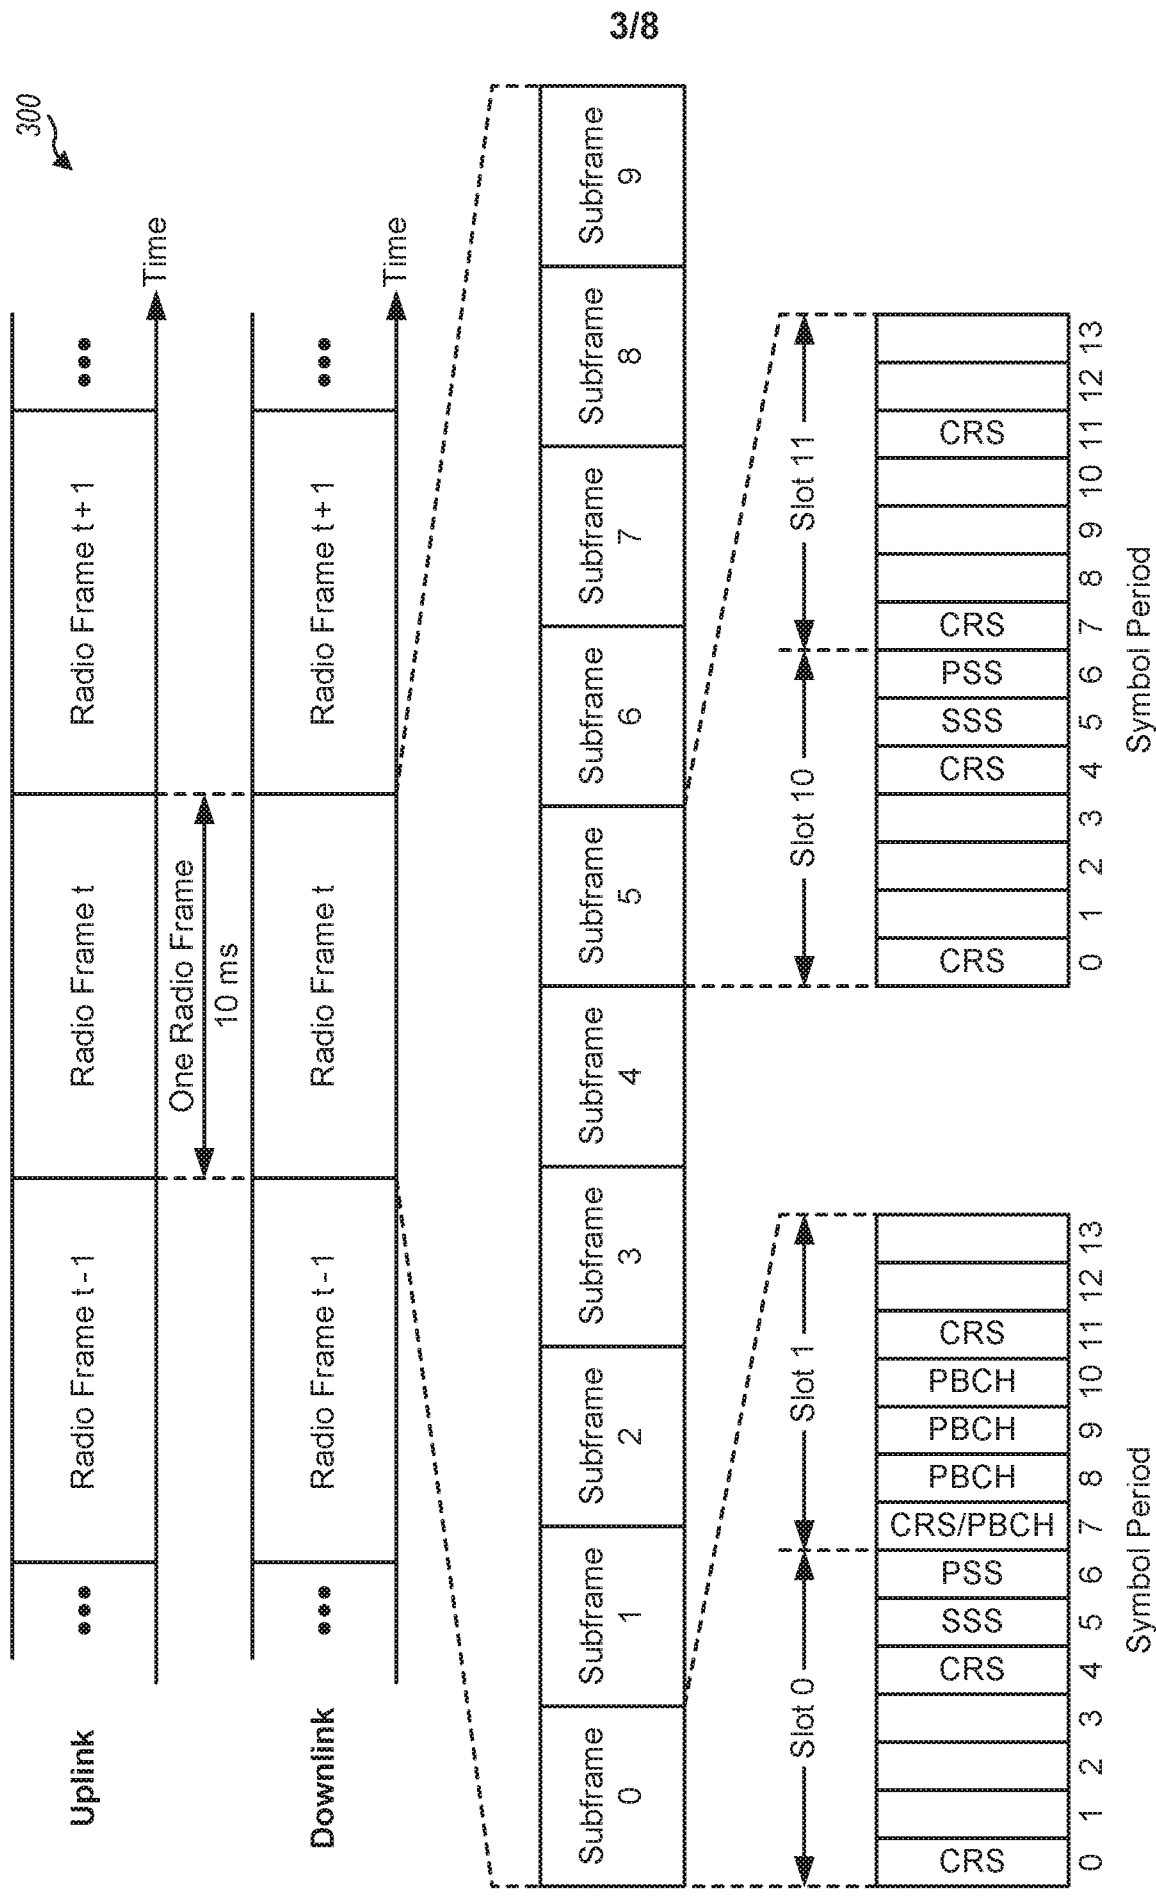 3/8
300
Uplink
••• Radio Frame t - 1 Radio Frame t Radio Frame t + 1 •••
Time
One Radio Frame
10 ms
Downlink
••• Radio Frame t - 1 Radio Frame t Radio Frame t + 1 •••
Time
Subframe Subframe Subframe Subframe Subframe Subframe Subframe Subframe Subframe Subframe
0 1 2 3 4 5 6 7 8 9
Slot 0 Slot 1
CRS CRS SSS PSS CRS/PBCH PBCH PBCH PBCH CRS
0 1 2 3 4 5 6 7 8 9 10 11 12 13
Symbol Period
Slot 10 Slot 11
CRS CRS SSS PSS CRS CRS
0 1 2 3 4 5 6 7 8 9 10 11 12 13
Symbol Period